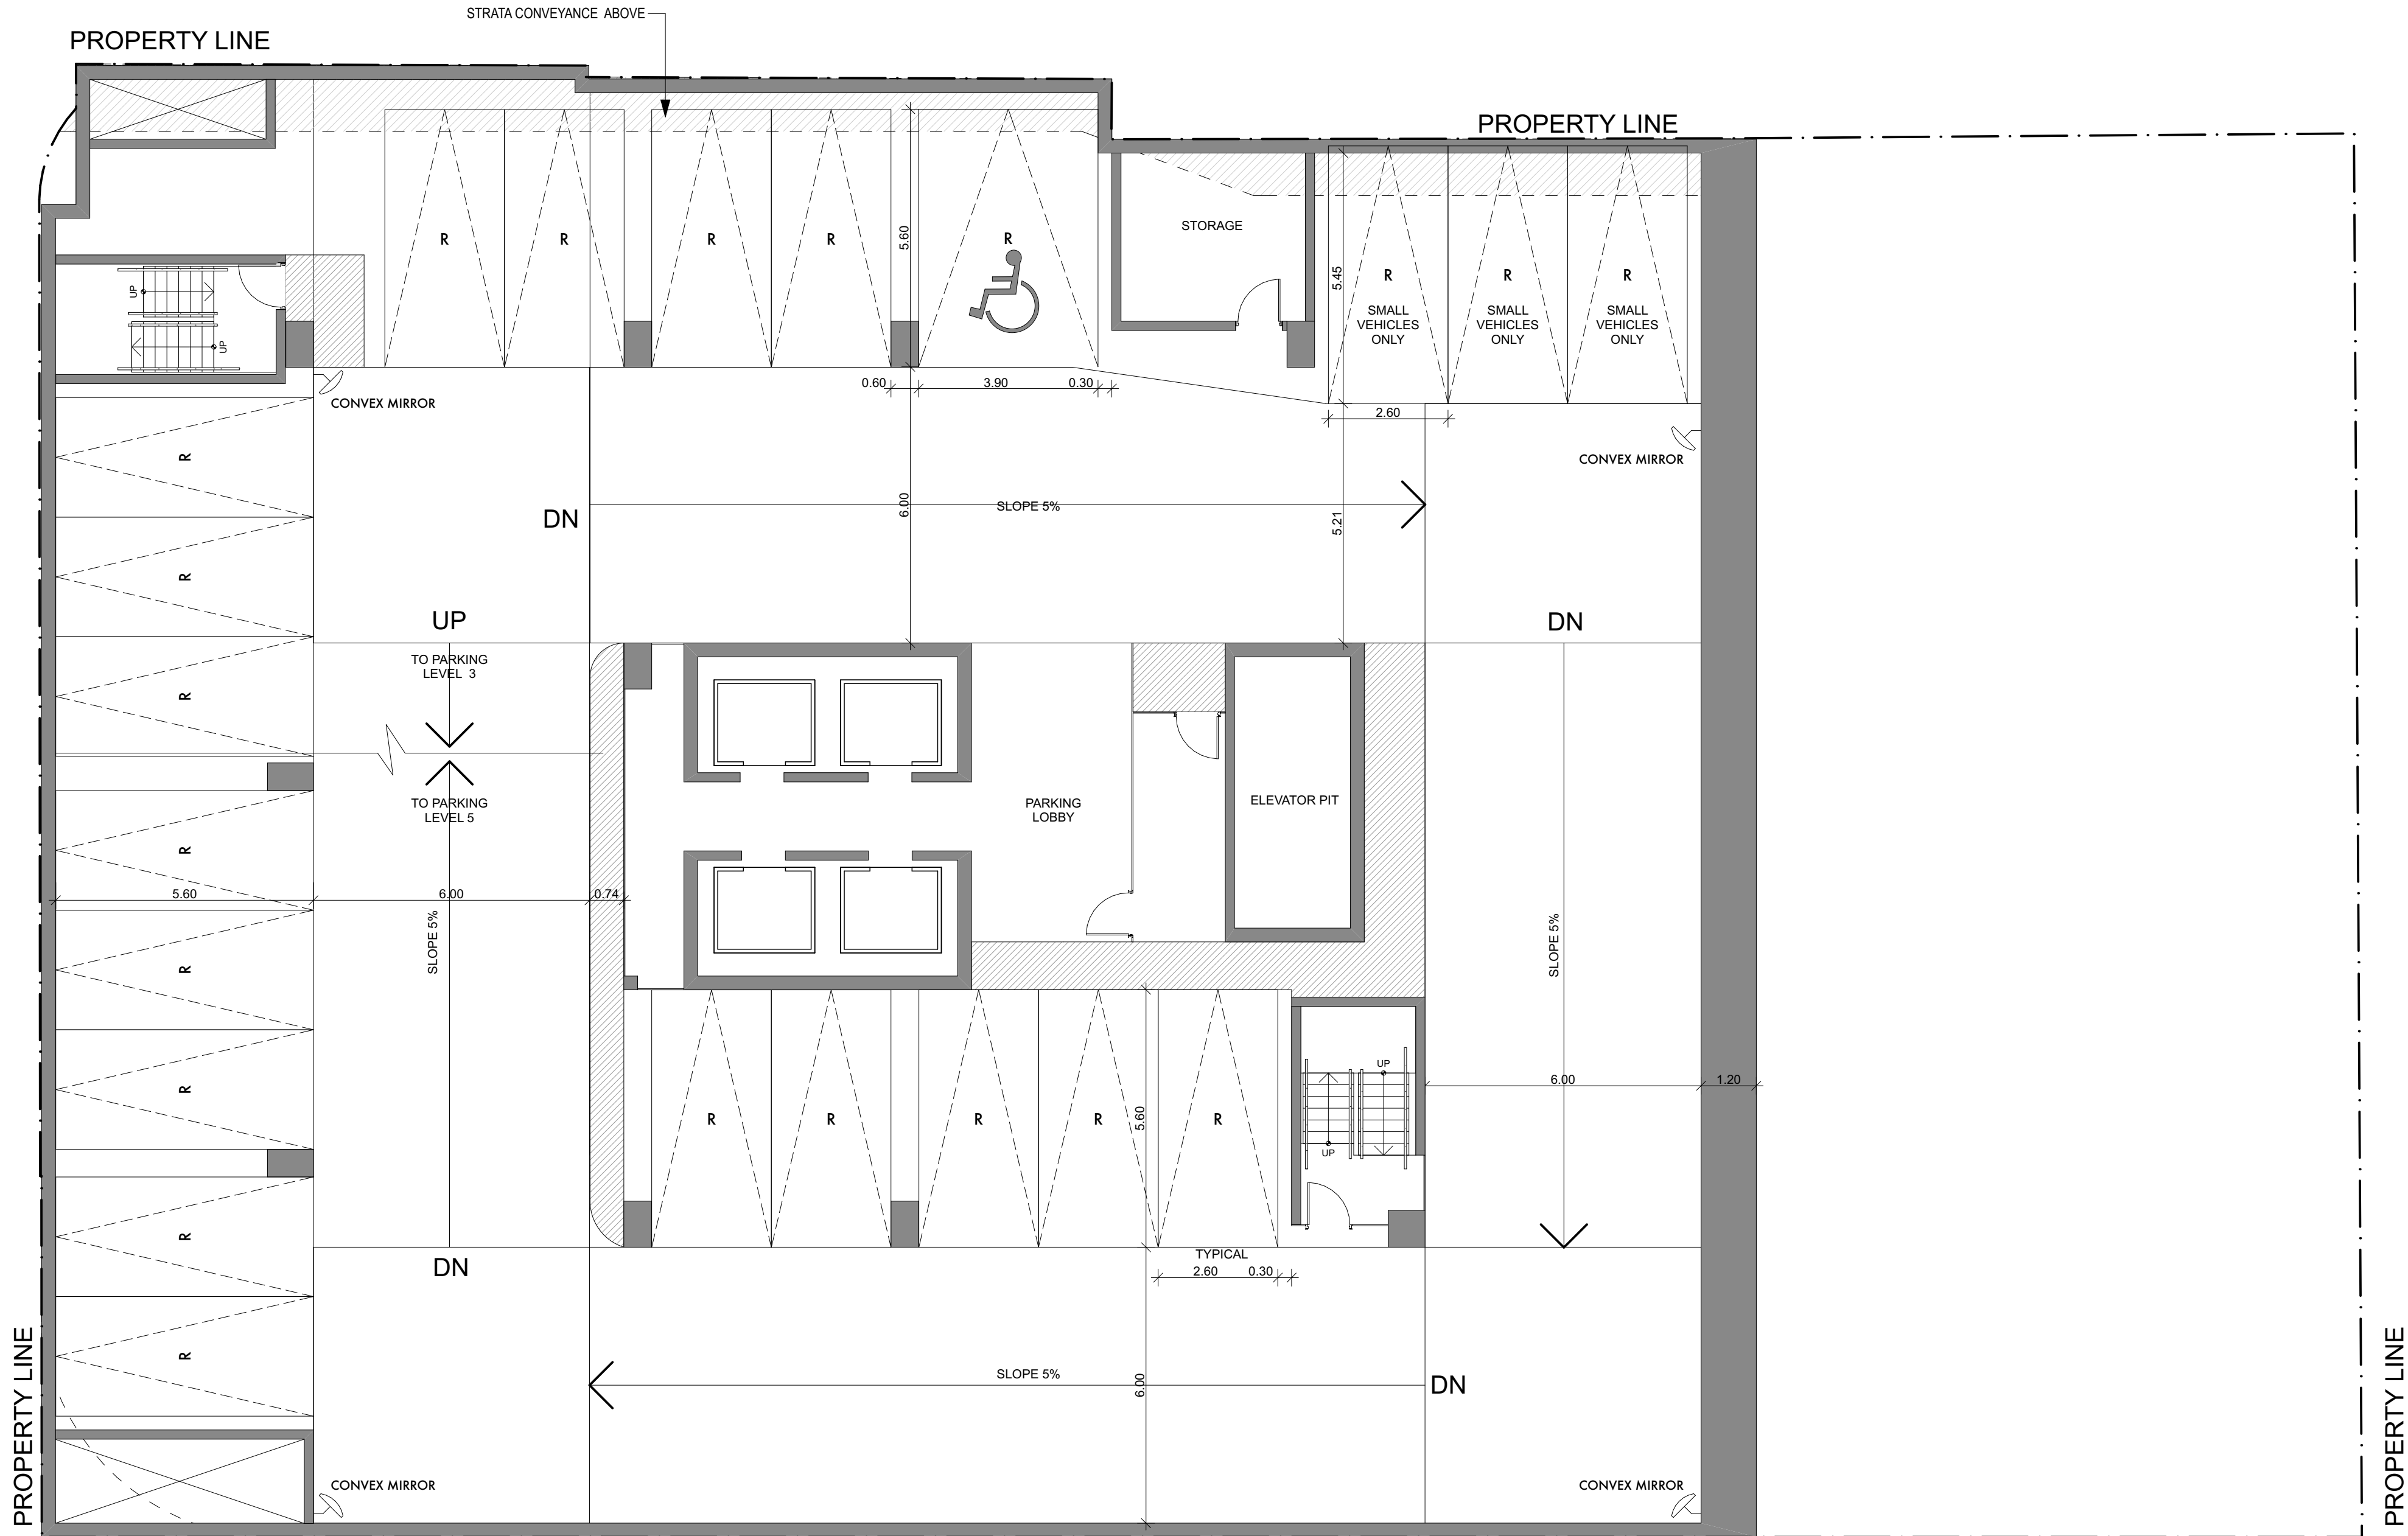 STRATA CONVEYANCE ABOVE
PROPERTY LINE
PROPERTY LINE
R
R
R
R
5.60
R
STORAGE
5.45
R
R
R
SMALL
VEHICLES
ONLY
SMALL
VEHICLES
ONLY
SMALL
VEHICLES
ONLY
UP
UP
0.60
3.90
0.30
2.60
CONVEX MIRROR
CONVEX MIRROR
R
DN
6.00
SLOPE 5%
5.21
R
UP
DN
TO PARKING
LEVEL 3
R
TO PARKING
LEVEL 5
PARKING
LOBBY
ELEVATOR PIT
R
5.60
6.00
0.74
SLOPE 5%
SLOPE 5%
R
R
R
R
R
R
R
5.60
UP
UP
6.00
1.20
R
DN
TYPICAL
2.60
0.30
R
SLOPE 5%
6.00
DN
PROPERTY LINE
PROPERTY LINE
CONVEX MIRROR
CONVEX MIRROR